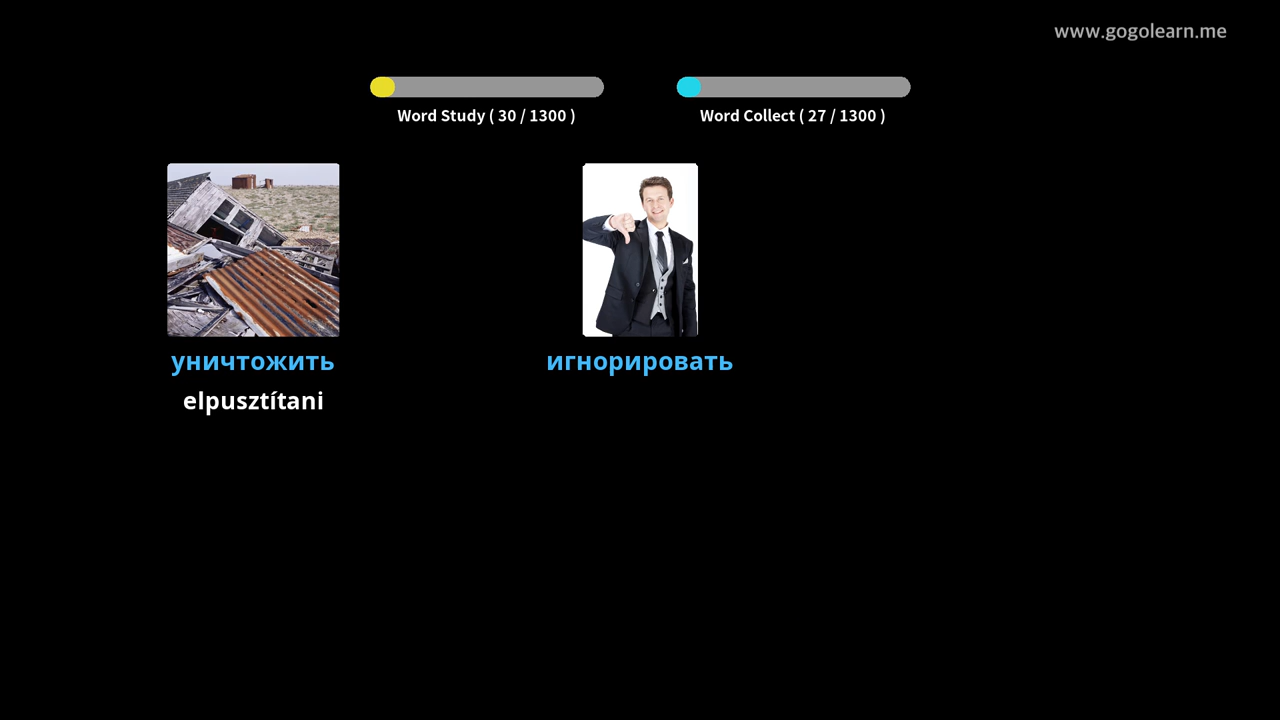 www.gogolearn.me
Word Study ( 30 / 1300 )
Word Collect ( 27 / 1300 )
уничтожить
игнорировать
elpusztítani